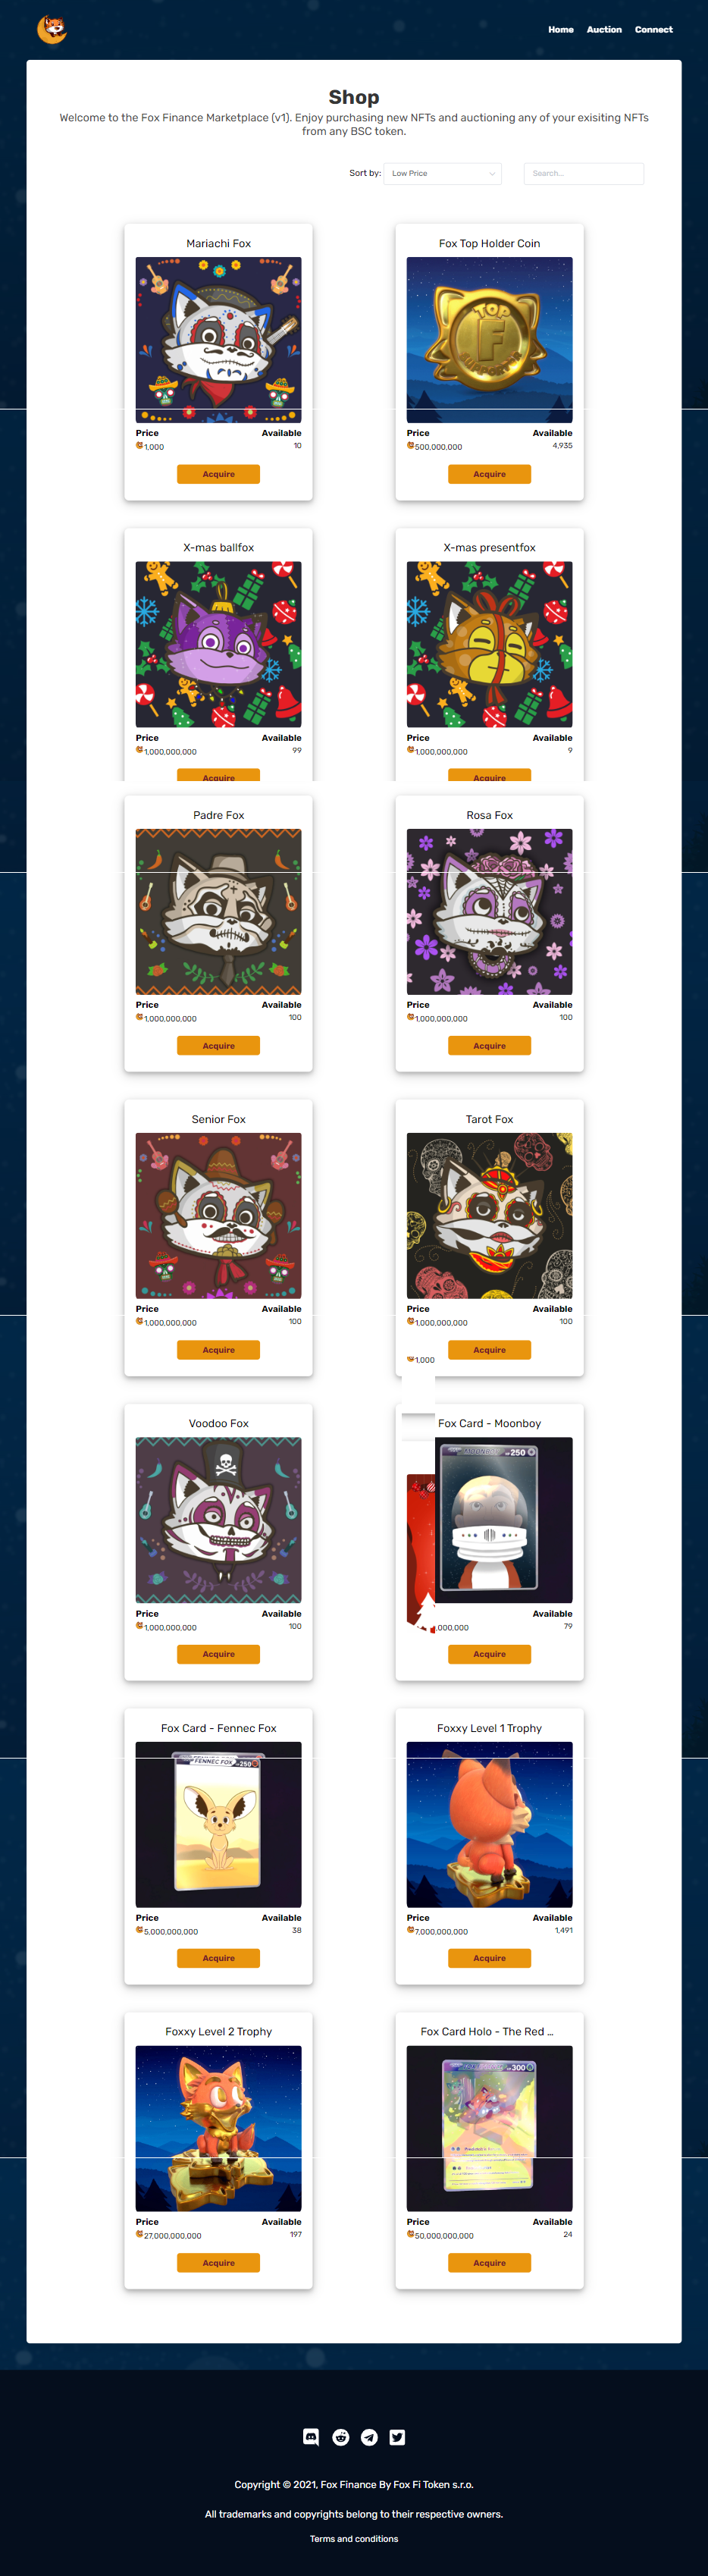 Home Auction Connect
Shop
Welcome to the Fox Finance Marketplace (v1). Enjoy purchasing new NFTs and auctioning any of your exisiting NFTs
from any BSC token.
Sort by: Low Price Search...
Mariachi Fox
Price Available
1,000 10
Acquire
Fox Top Holder Coin
TOP
F
SUPPORTER
Price Available
500,000,000 4,935
Acquire
X-mas ballfox
Price Available
1,000,000,000 99
Acquire
X-mas presentfox
Price Available
1,000,000,000 9
Acquire
Padre Fox
Price Available
1,000,000,000 100
Acquire
Rosa Fox
Price Available
1,000,000,000 100
Acquire
Senior Fox
Price Available
1,000,000,000 100
Acquire
Tarot Fox
Price Available
1,000,000,000 100
Acquire
1,000
Voodoo Fox
Price Available
1,000,000,000 100
Acquire
Fox Card - Moonboy
MOONBOY 250
Available
,000,000 79
Acquire
Fox Card - Fennec Fox
FENNEC FOX 250
Price Available
5,000,000,000 38
Acquire
Foxxy Level 1 Trophy
Price Available
7,000,000,000 1,491
Acquire
Foxxy Level 2 Trophy
Price Available
27,000,000,000 197
Acquire
Fox Card Holo - The Red ...
300
Price Available
50,000,000,000 24
Acquire
Copyright © 2021, Fox Finance By Fox Fi Token s.r.o.
All trademarks and copyrights belong to their respective owners.
Terms and conditions